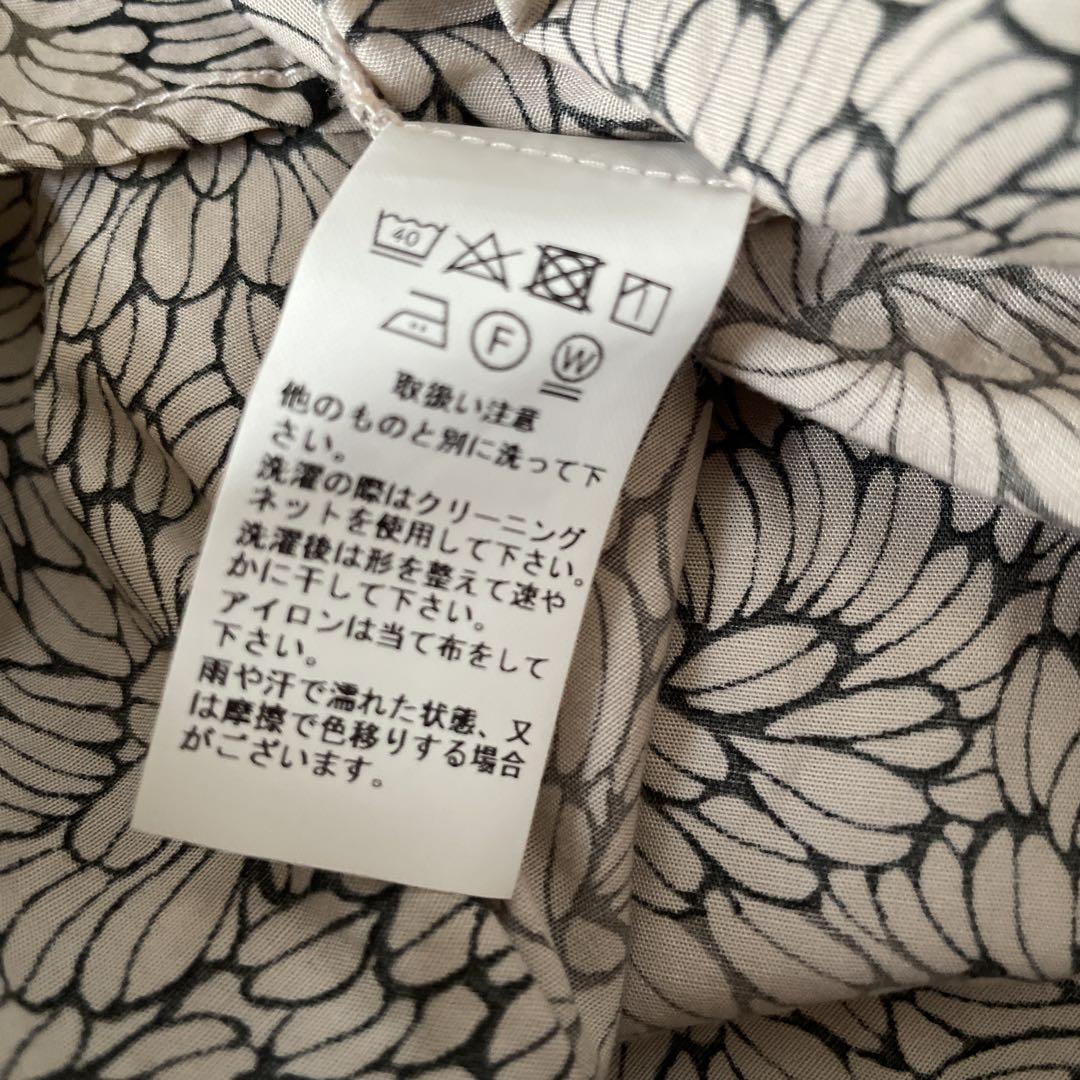 40
F W
取扱い注意
他のものと別に洗って下
さい。
洗濯の際はクリーニング
ネットを使用して下さい。
洗濯後は形を整えて速や
かに干して下さい。
アイロンは当て布をして
下さい。
雨や汗で濡れた状態、又
は摩擦で色移りする場合
がございます。